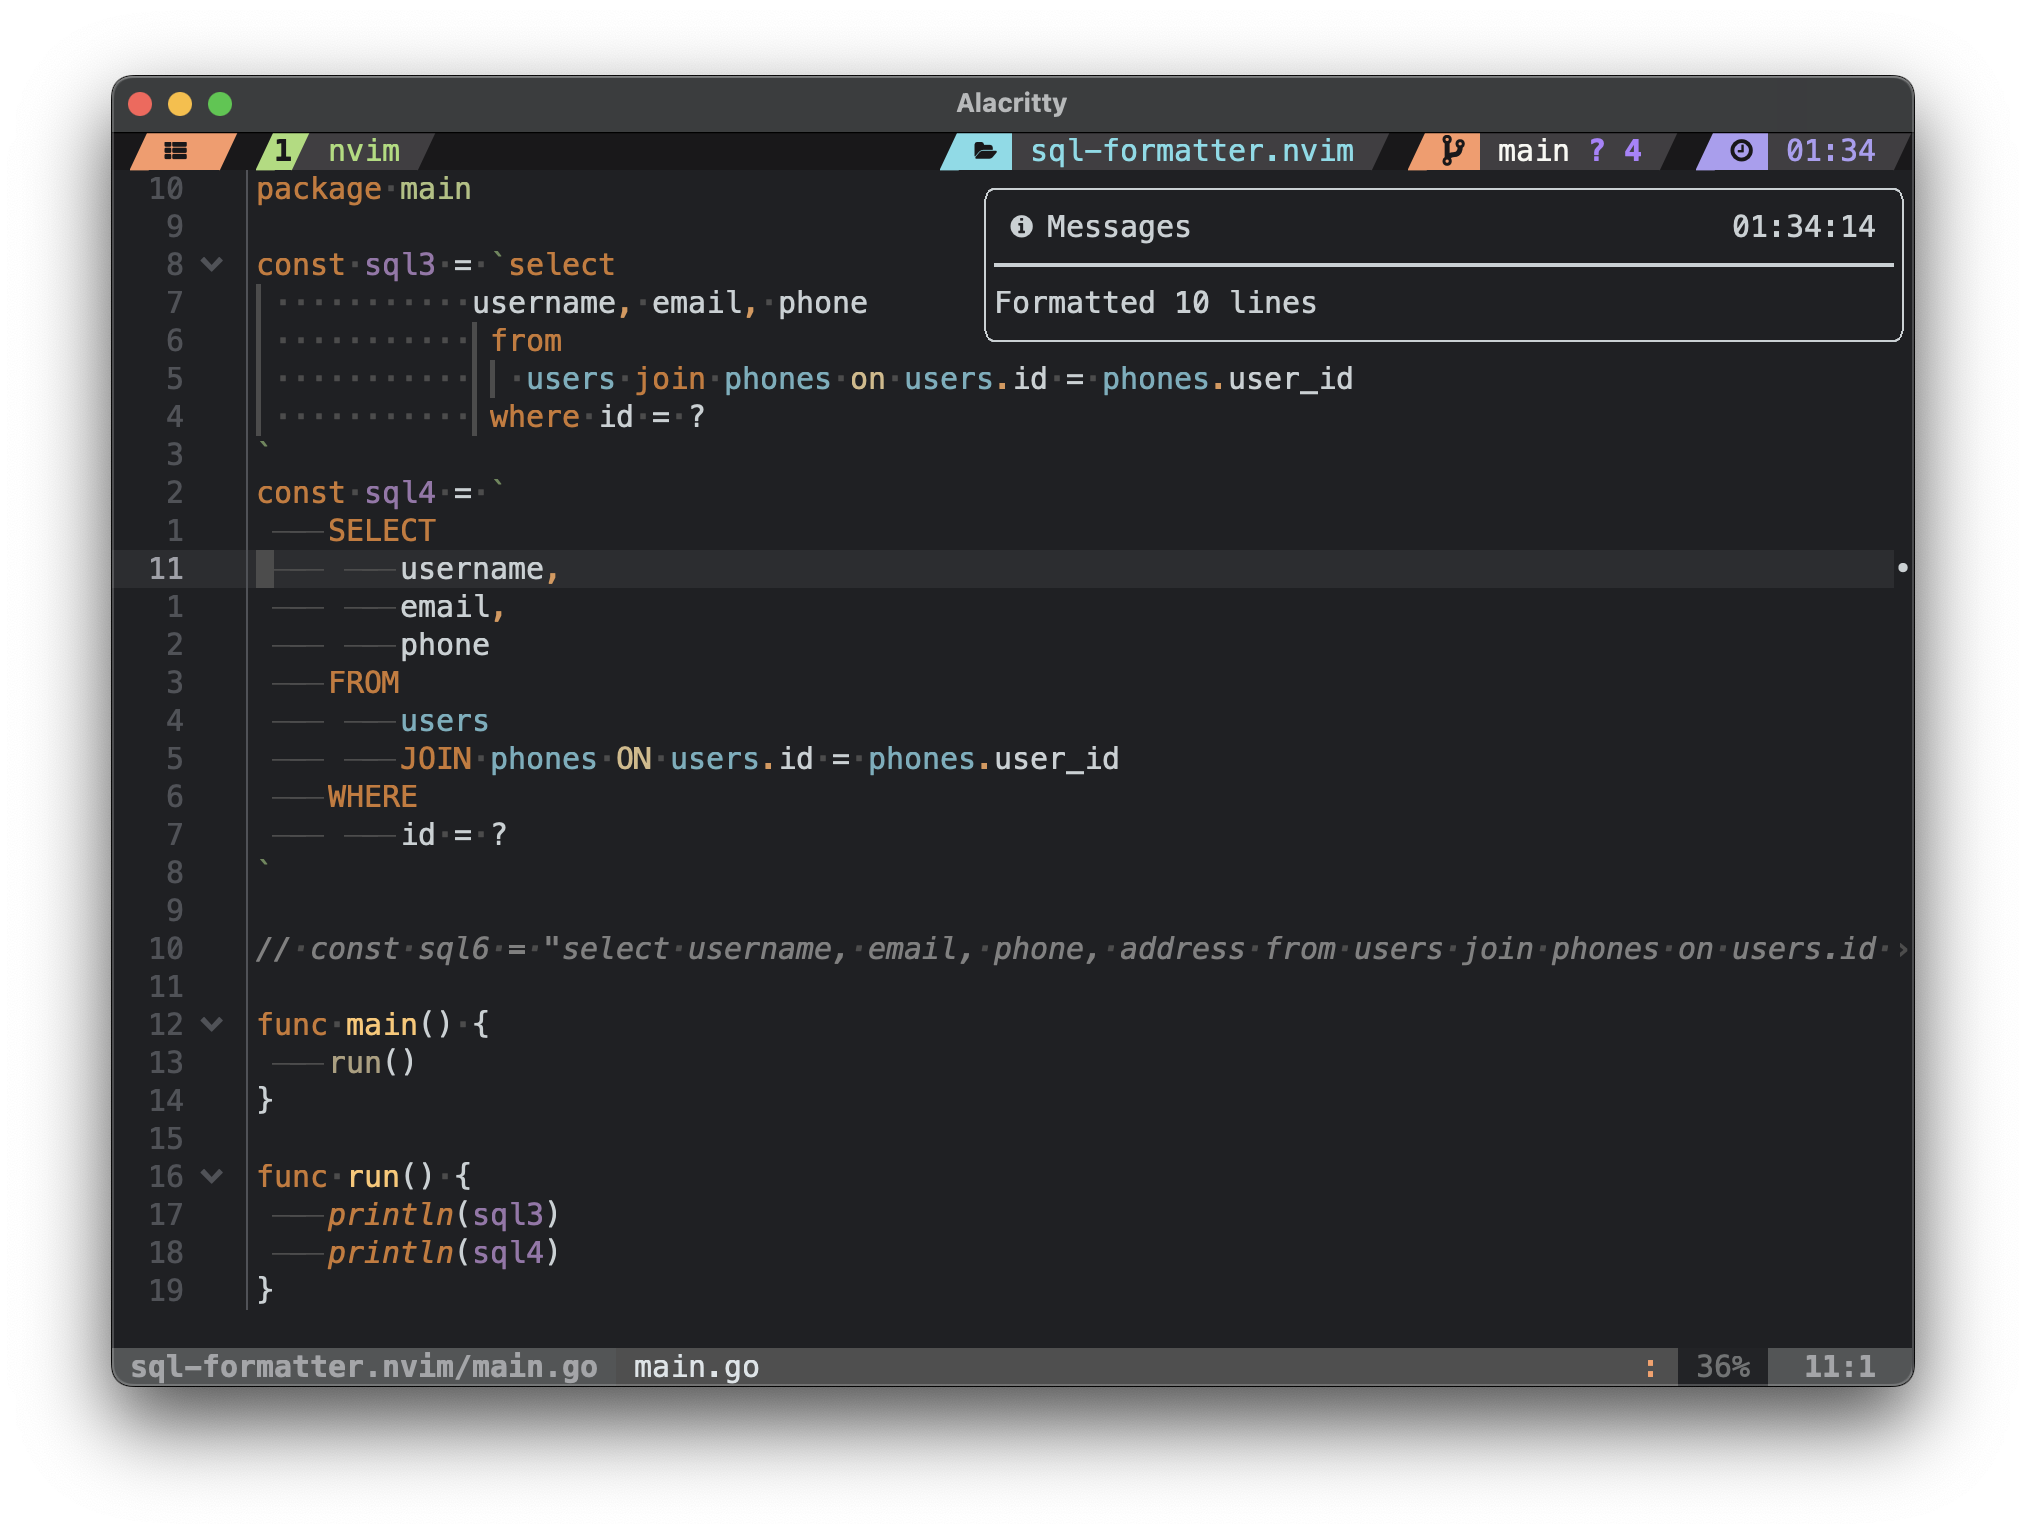 Alacritty
1 nvim sql-formatter.nvim main ? 4 01:34
10 package main
Messages 01:34:14
Formatted 10 lines
9
8 const sql3 = `select
7 username, email, phone
6 from
5 users join phones on users.id = phones.user_id
4 where id = ?
3 `
2 const sql4 = `
1 SELECT
11 username,
1 email,
2 phone
3 FROM
4 users
5 JOIN phones ON users.id = phones.user_id
6 WHERE
7 id = ?
8 `
9
10 // const sql6 = "select username, email, phone, address from users join phones on users.id ›
11
12 func main() {
13 run()
14 }
15
16 func run() {
17 println(sql3)
18 println(sql4)
19 }
sql-formatter.nvim/main.go main.go : 36% 11:1